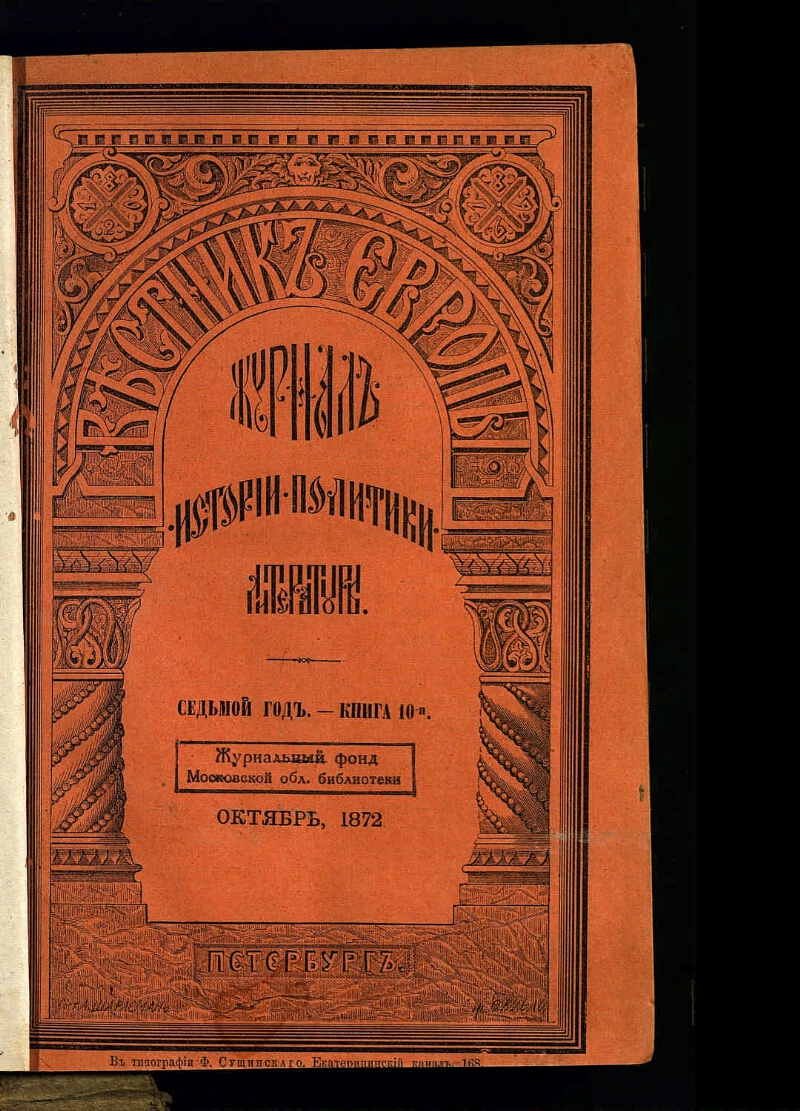 ВѢСТНИКЪ ЕВРОПЫ
ЖУРНАЛЪ
·ИСТОРІИ·ПОЛИТИКИ·
ЛИТЕРАТУРЫ.
СЕДЬМОЙ ГОДЪ. — КНИГА 10-я.
Журнальный фонд
Московской обл. библиотеки
ОКТЯБРЬ, 1872
ПЕТЕРБУРГЪ.
Въ типографіи Ф. Сущинскаго, Екатерининскій каналъ 168.